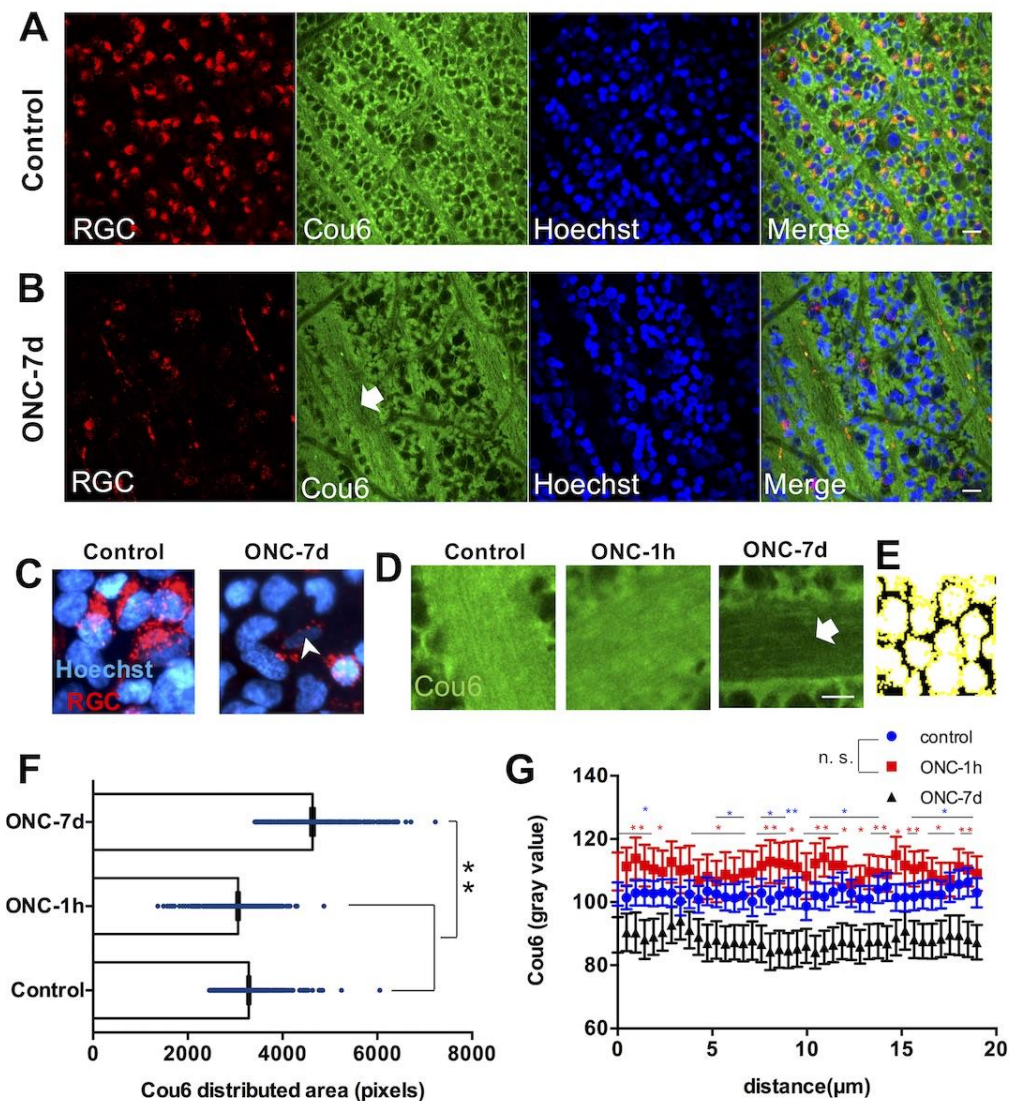 A
Control
RGC
Cou6
Hoechst
Merge
B
ONC-7d
RGC
Cou6
Hoechst
Merge
C
Control
ONC-7d
Hoechst
RGC
D
Control
ONC-1h
ONC-7d
Cou6
E
F
ONC-7d
ONC-1h
Control
**
0
2000
4000
6000
8000
Cou6 distributed area (pixels)
G
n. s.
control
ONC-1h
ONC-7d
Cou6 (gray value)
140
120
100
80
60
* * * ** * *
** * * ** * ** * * ** * ** * **
0
5
10
15
20
distance(µm)